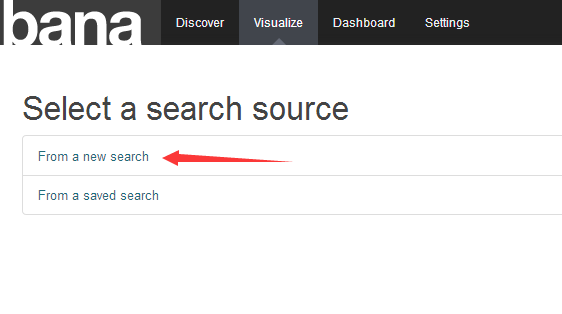 bana Discover Visualize Dashboard Settings
Select a search source
From a new search
From a saved search